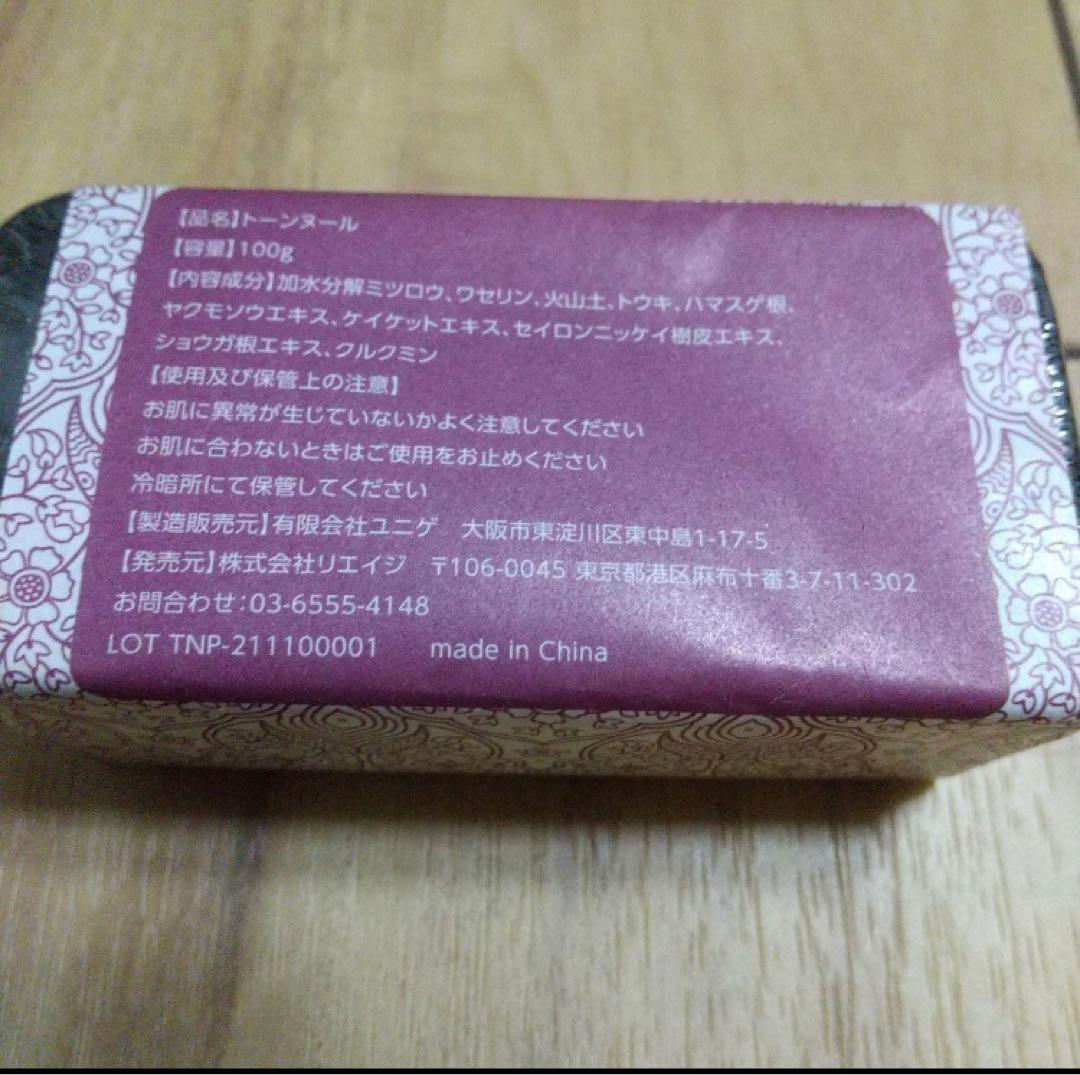 【品名】トーンヌール
【容量】100g
【内容成分】加水分解ミツロウ、ワセリン、火山土、トウキ、ハマスゲ根、
ヤクモソウエキス、ケイケットエキス、セイロンニッケイ樹皮エキス、
ショウガ根エキス、クルクミン
【使用及び保管上の注意】
お肌に異常が生じていないかよく注意してください
お肌に合わないときはご使用をお止めください
冷暗所にて保管してください
【製造販売元】有限会社ユニゲ 大阪市東淀川区東中島1-17-5
【発売元】株式会社リエイジ 〒106-0045 東京都港区麻布十番3-7-11-302
お問合わせ：03-6555-4148
LOT TNP-211100001 made in China